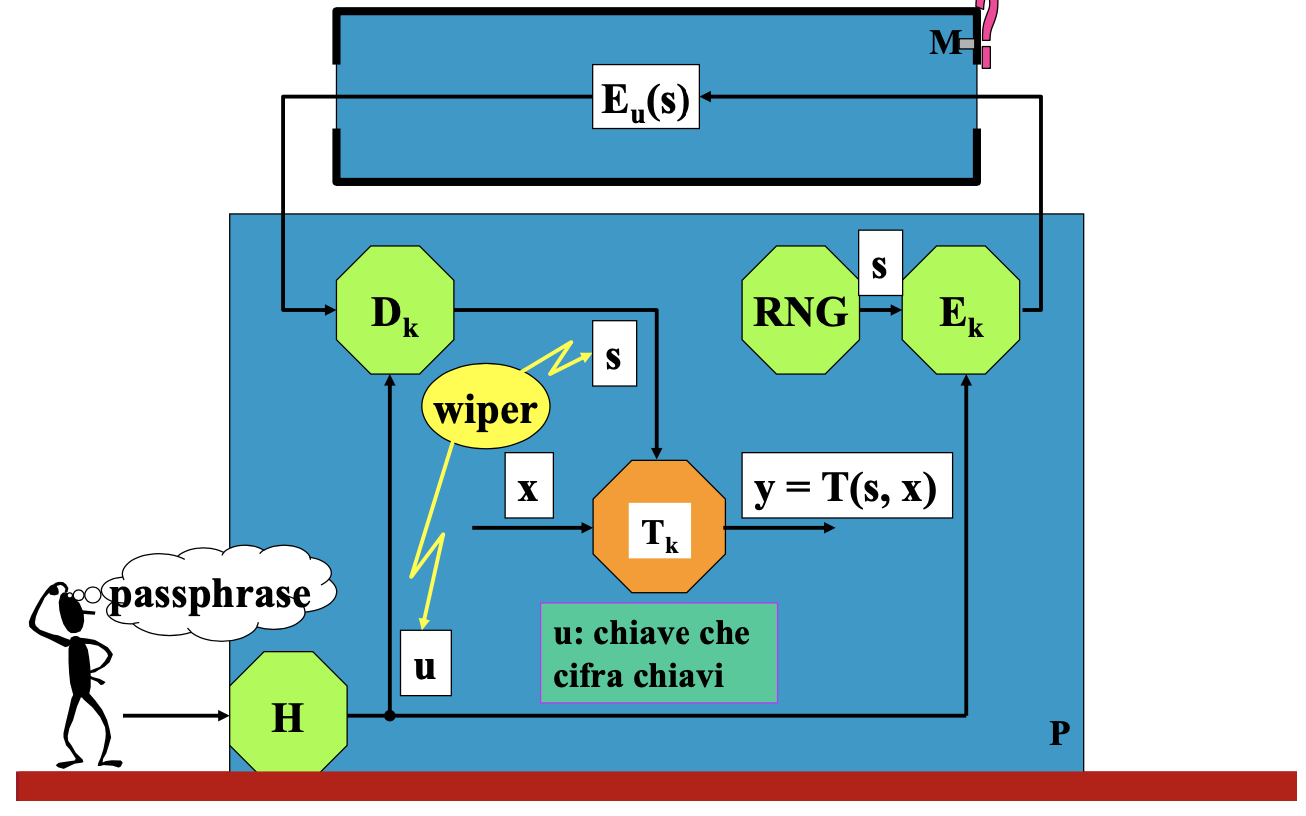 M
?
E_u(s)
D_k
RNG
s
E_k
s
wiper
x
y = T(s, x)
T_k
passphrase
u: chiave che
cifra chiavi
u
H
P